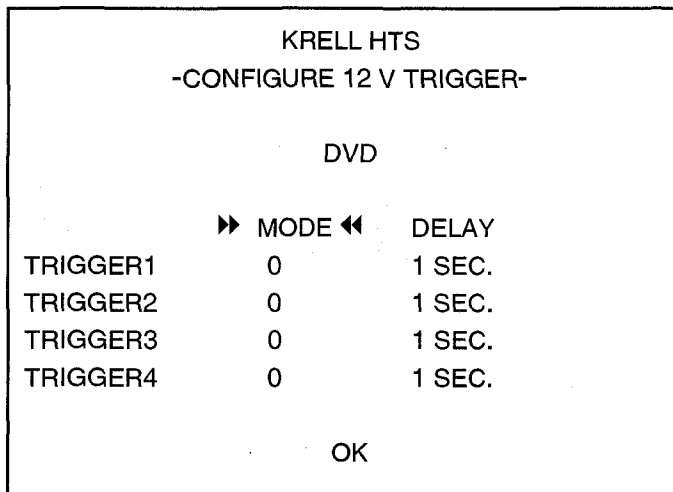 KRELL HTS
-CONFIGURE 12 V TRIGGER-
DVD
MODE DELAY
TRIGGER1 0 1 SEC.
TRIGGER2 0 1 SEC.
TRIGGER3 0 1 SEC.
TRIGGER4 0 1 SEC.
OK